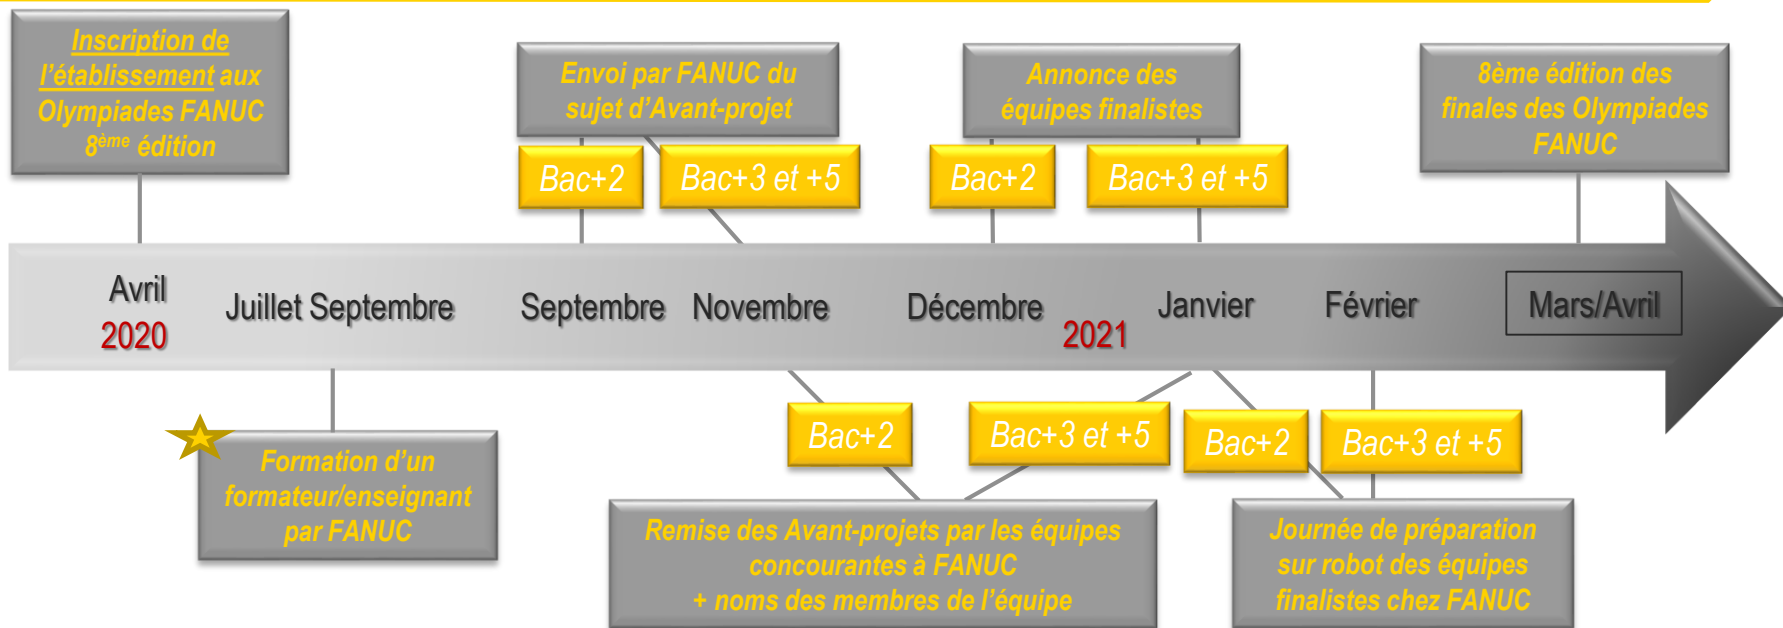 Inscription de
l'établissement aux
Olympiades FANUC
8ème édition
Envoi par FANUC du
sujet d'Avant-projet
Annonce des
équipes finalistes
8ème édition des
finales des Olympiades
FANUC
Bac+2
Bac+3 et +5
Bac+2
Bac+3 et +5
Avril
2020
Juillet Septembre
Septembre
Novembre
Décembre
2021
Janvier
Février
Mars/Avril
Bac+2
Bac+3 et +5
Bac+2
Bac+3 et +5
Formation d'un
formateur/enseignant
par FANUC
Remise des Avant-projets par les équipes
concourantes à FANUC
+ noms des membres de l'équipe
Journée de préparation
sur robot des équipes
finalistes chez FANUC